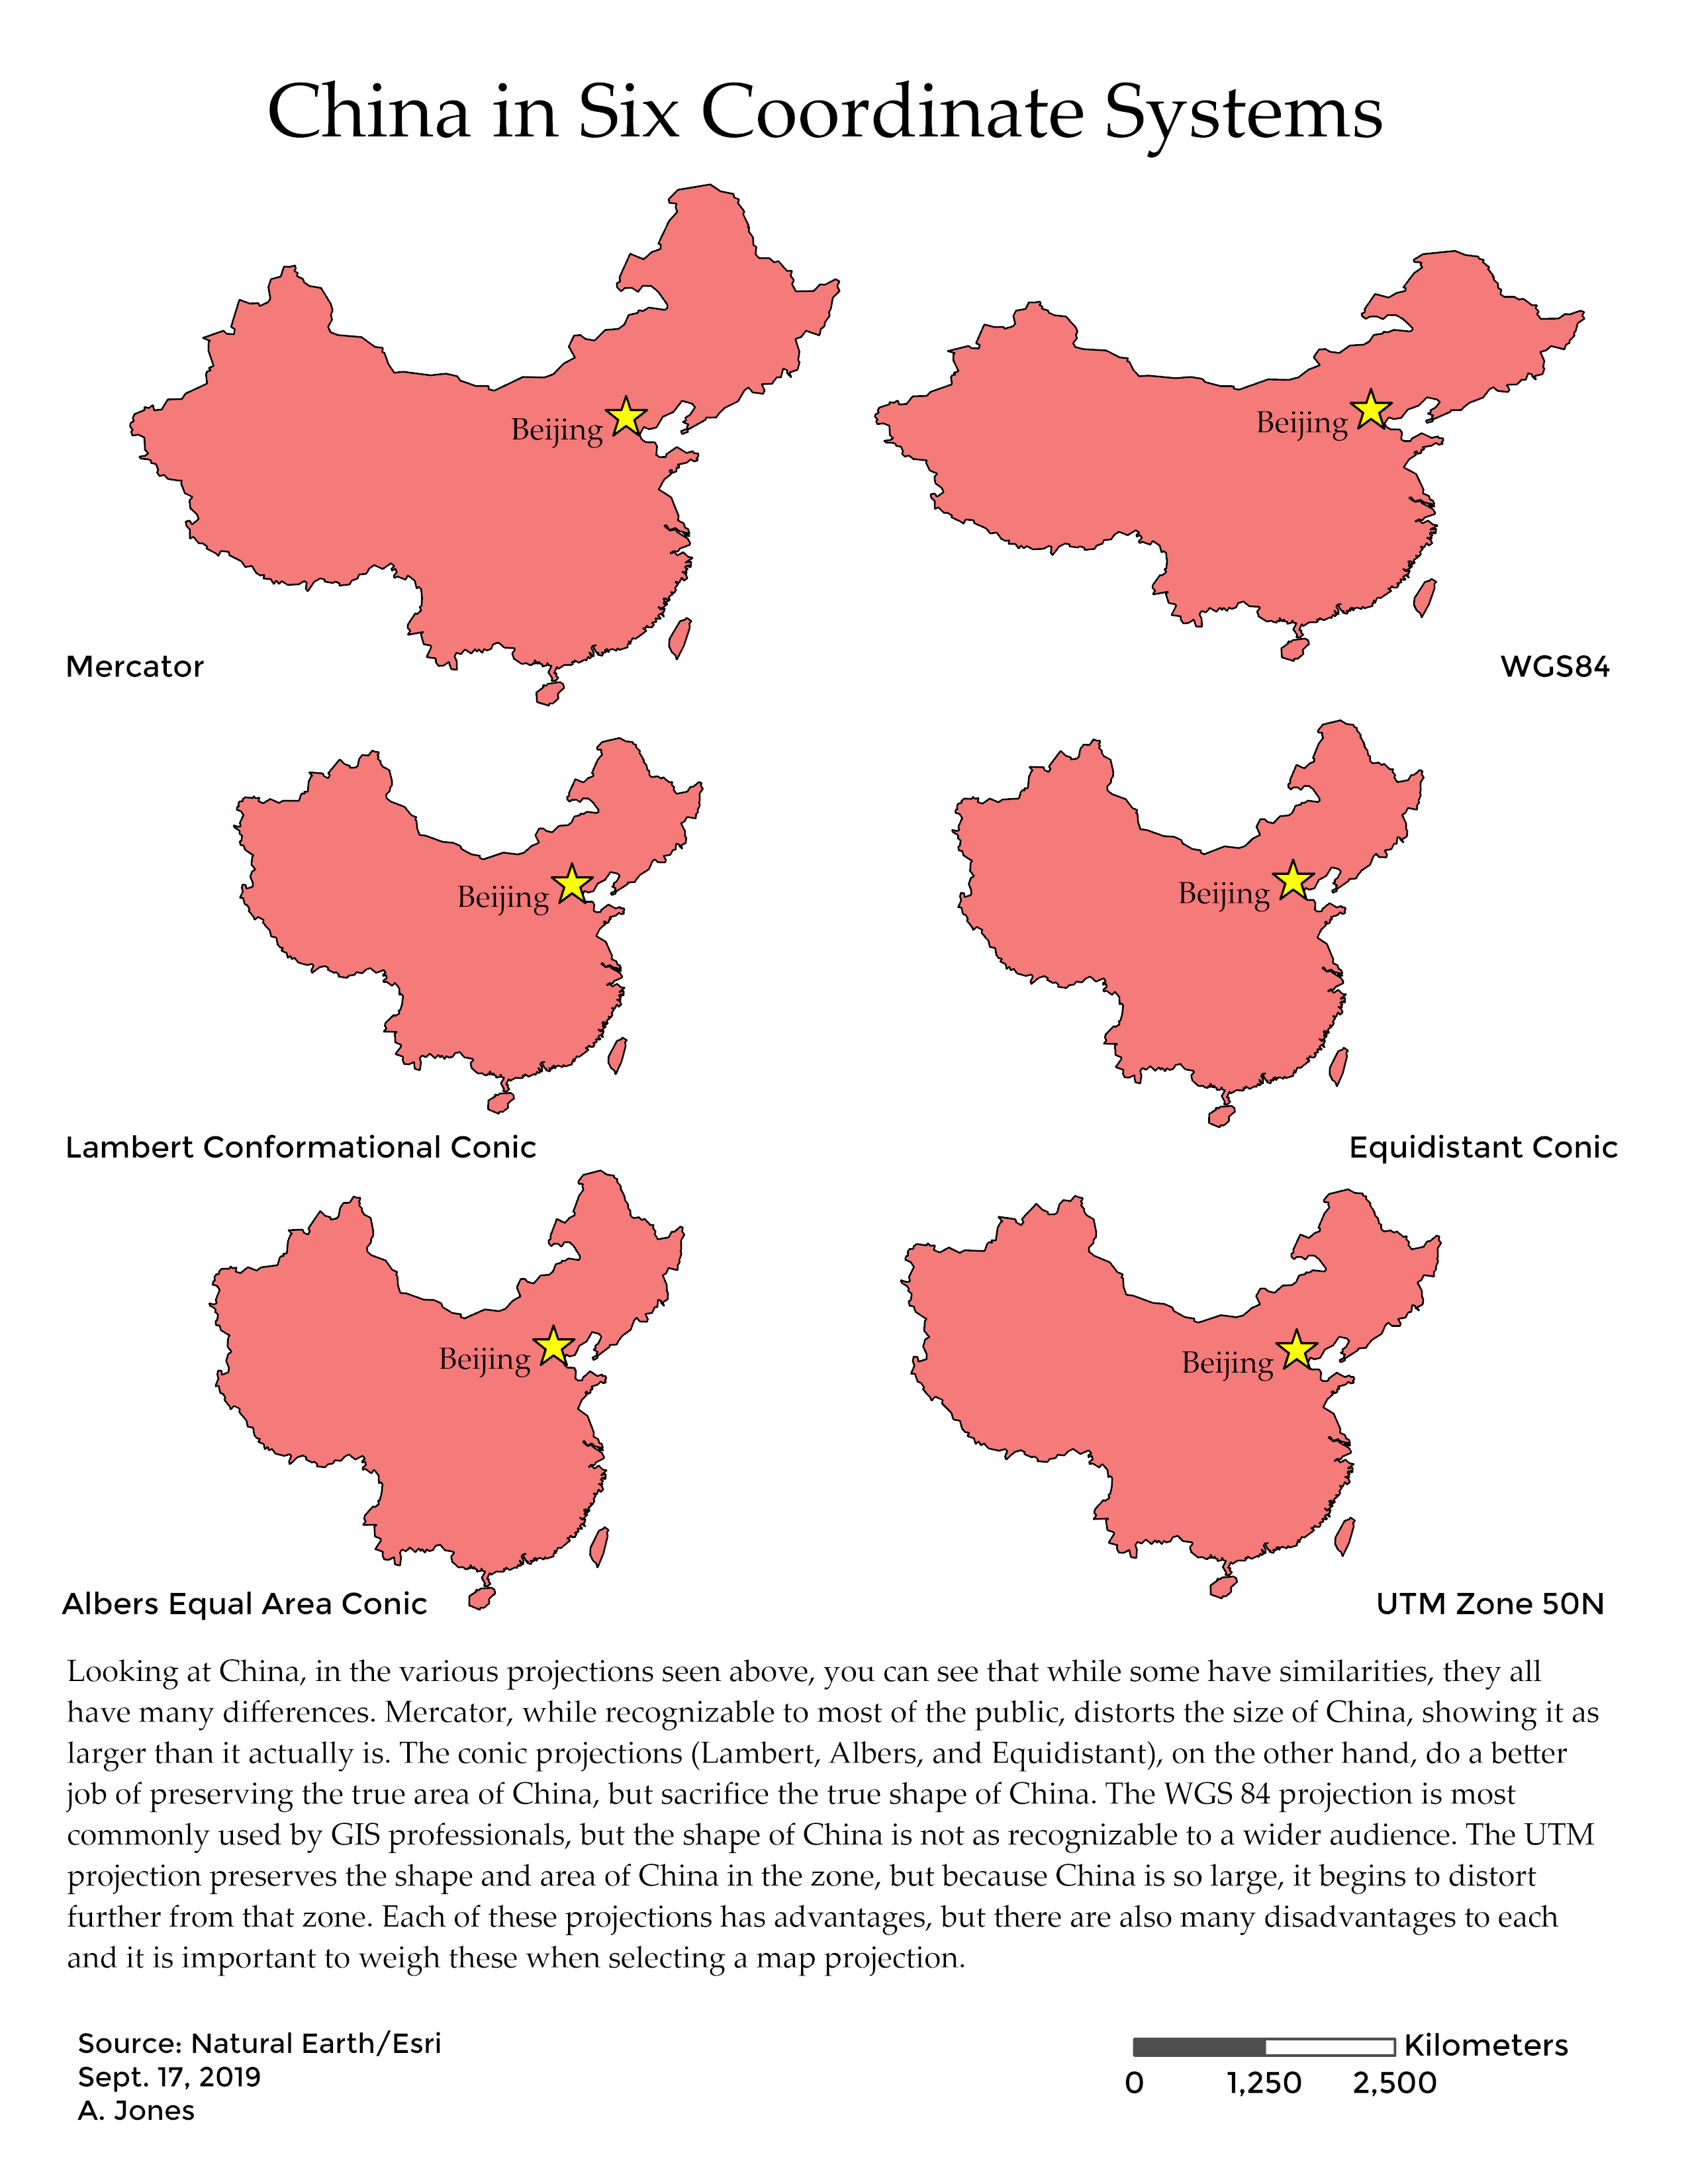 China in Six Coordinate Systems
Beijing
Beijing
Mercator
WGS84
Beijing
Beijing
Lambert Conformational Conic
Equidistant Conic
Beijing
Beijing
Albers Equal Area Conic
UTM Zone 50N
Looking at China, in the various projections seen above, you can see that while some have similarities, they all
have many differences. Mercator, while recognizable to most of the public, distorts the size of China, showing it as
larger than it actually is. The conic projections (Lambert, Albers, and Equidistant), on the other hand, do a better
job of preserving the true area of China, but sacrifice the true shape of China. The WGS 84 projection is most
commonly used by GIS professionals, but the shape of China is not as recognizable to a wider audience. The UTM
projection preserves the shape and area of China in the zone, but because China is so large, it begins to distort
further from that zone. Each of these projections has advantages, but there are also many disadvantages to each
and it is important to weigh these when selecting a map projection.
Source: Natural Earth/Esri
Sept. 17, 2019
A. Jones
Kilometers
0 1,250 2,500